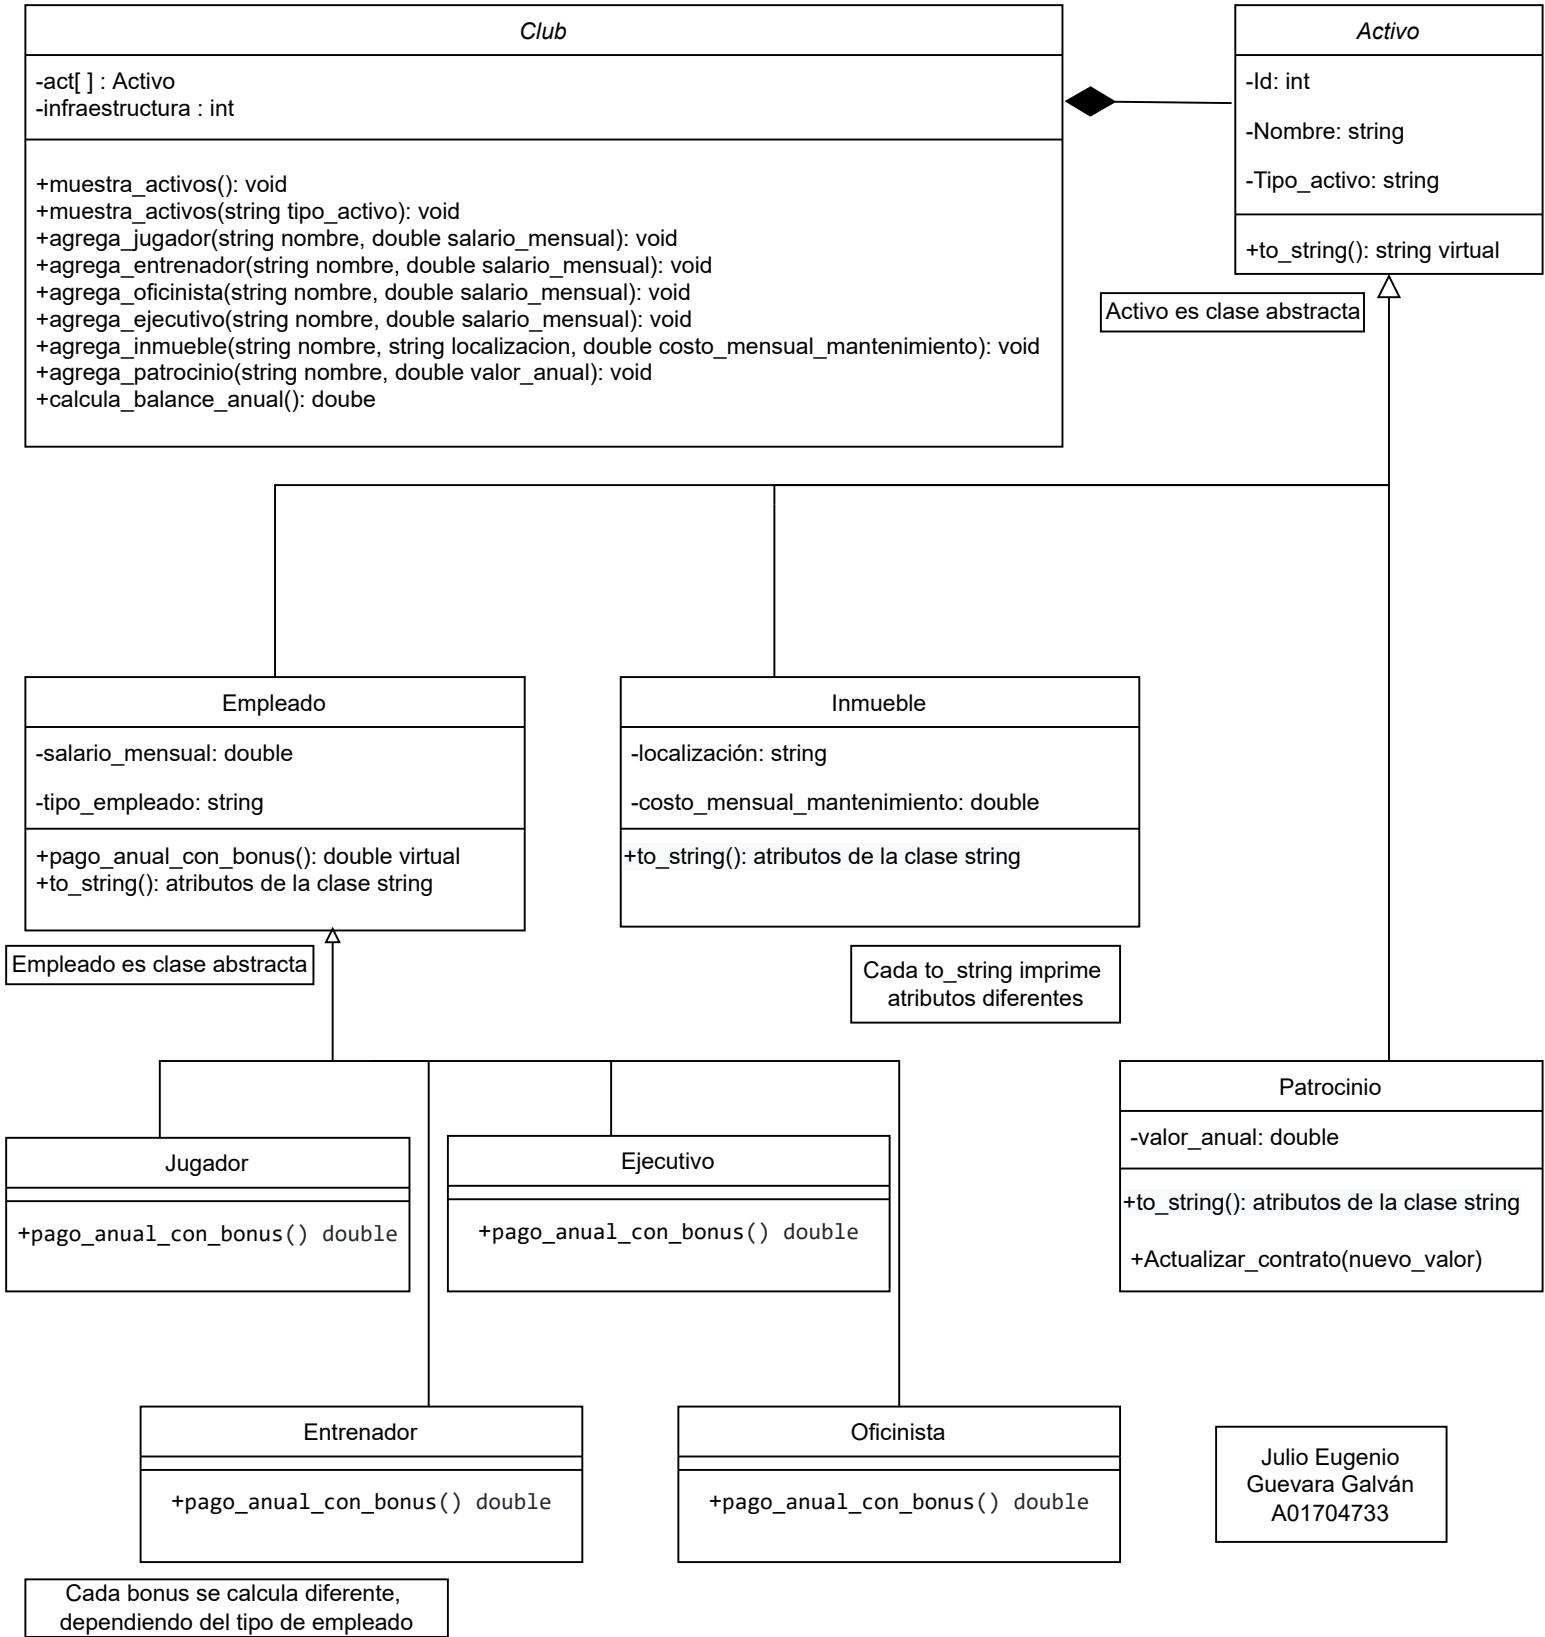 Club
-act[ ] : Activo
-infraestructura : int
+muestra_activos(): void
+muestra_activos(string tipo_activo): void
+agrega_jugador(string nombre, double salario_mensual): void
+agrega_entrenador(string nombre, double salario_mensual): void
+agrega_oficinista(string nombre, double salario_mensual): void
+agrega_ejecutivo(string nombre, double salario_mensual): void
+agrega_inmueble(string nombre, string localizacion, double costo_mensual_mantenimiento): void
+agrega_patrocinio(string nombre, double valor_anual): void
+calcula_balance_anual(): doube
Activo
-Id: int
-Nombre: string
-Tipo_activo: string
+to_string(): string virtual
Activo es clase abstracta
Empleado
-salario_mensual: double
-tipo_empleado: string
+pago_anual_con_bonus(): double virtual
+to_string(): atributos de la clase string
Empleado es clase abstracta
Inmueble
-localización: string
-costo_mensual_mantenimiento: double
+to_string(): atributos de la clase string
Cada to_string imprime
atributos diferentes
Jugador
+pago_anual_con_bonus() double
Ejecutivo
+pago_anual_con_bonus() double
Patrocinio
-valor_anual: double
+to_string(): atributos de la clase string
+Actualizar_contrato(nuevo_valor)
Entrenador
+pago_anual_con_bonus() double
Oficinista
+pago_anual_con_bonus() double
Julio Eugenio
Guevara Galván
A01704733
Cada bonus se calcula diferente,
dependiendo del tipo de empleado